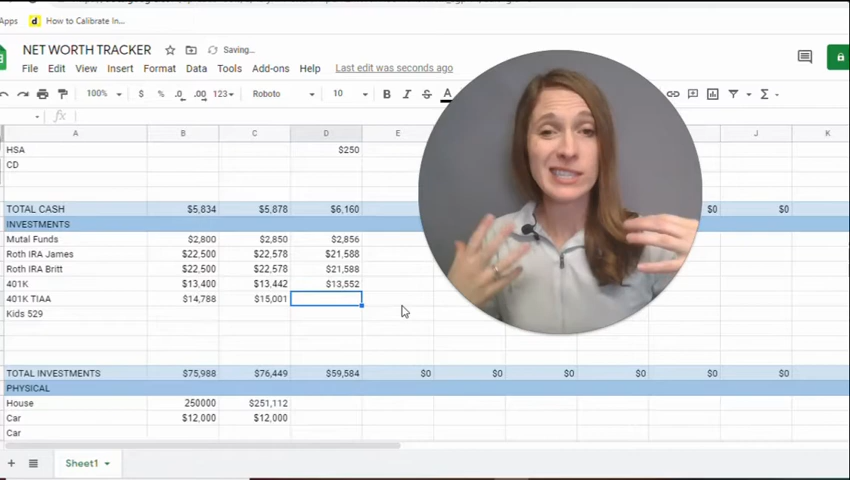 Apps How to Calibrate In...
NET WORTH TRACKER Saving...
File Edit View Insert Format Data Tools Add-ons Help Last edit was seconds ago
100% $ % .0 .00 123 Roboto 10 B I S A Σ
fx
A B C D E J K
HSA $250
CD
TOTAL CASH $5,834 $5,878 $6,160 $0 $0
INVESTMENTS
Mutal Funds $2,800 $2,850 $2,856
Roth IRA James $22,500 $22,578 $21,588
Roth IRA Britt $22,500 $22,578 $21,588
401K $13,400 $13,442 $13,552
401K TIAA $14,788 $15,001
Kids 529
TOTAL INVESTMENTS $75,988 $76,449 $59,584 $0 $0 $0 $0 $0 $0
PHYSICAL
House 250000 $251,112
Car $12,000 $12,000
Car
Sheet1